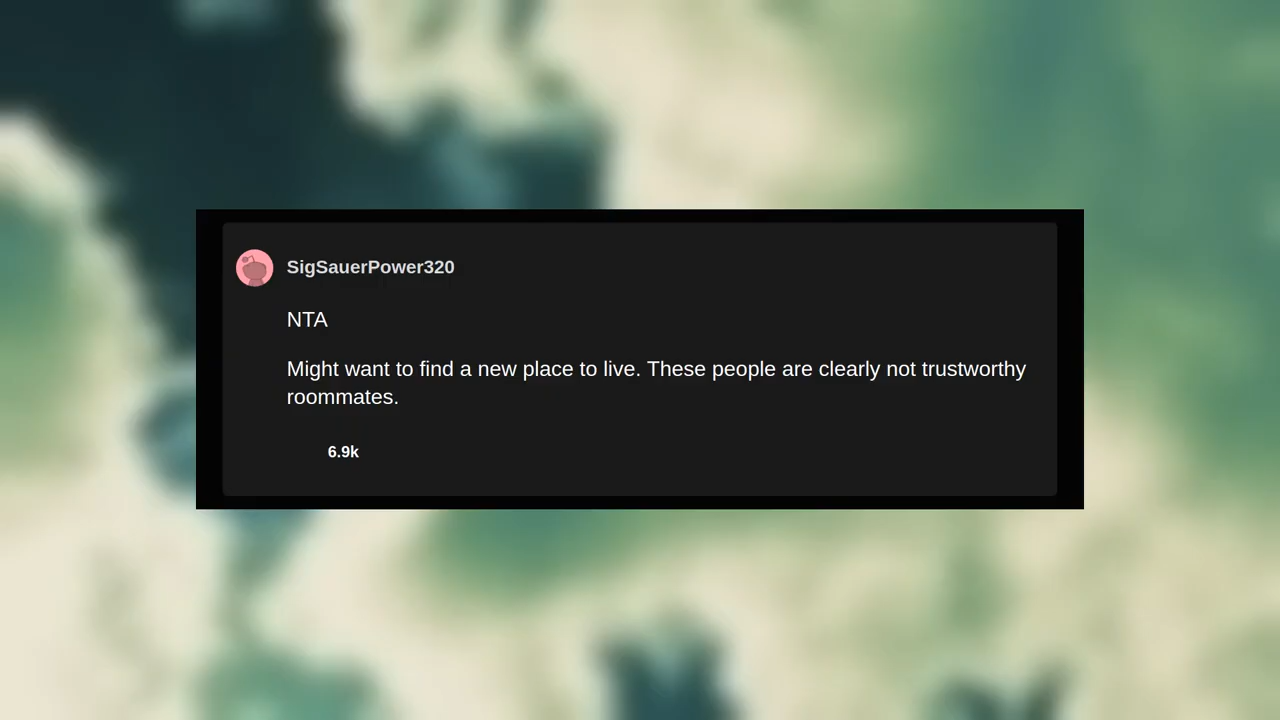 SigSauerPower320
NTA
Might want to find a new place to live. These people are clearly not trustworthy
roommates.
6.9k